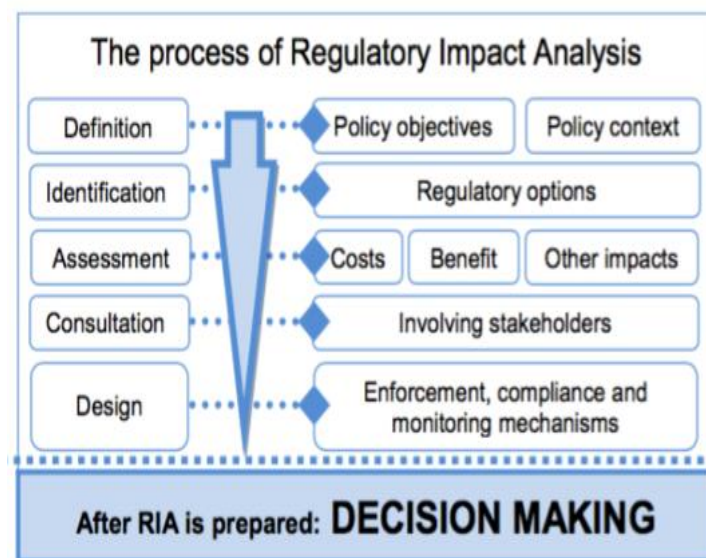 The process of Regulatory Impact Analysis
Definition
Policy objectives
Policy context
Identification
Regulatory options
Assessment
Costs
Benefit
Other impacts
Consultation
Involving stakeholders
Design
Enforcement, compliance and
monitoring mechanisms
After RIA is prepared: DECISION MAKING